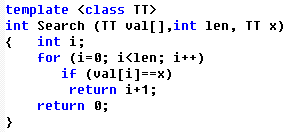 template <class TT>
int Search (TT val[],int len, TT x)
{   int i;
    for (i=0; i<len; i++)
       if (val[i]==x)
        return i+1;
    return 0;
}